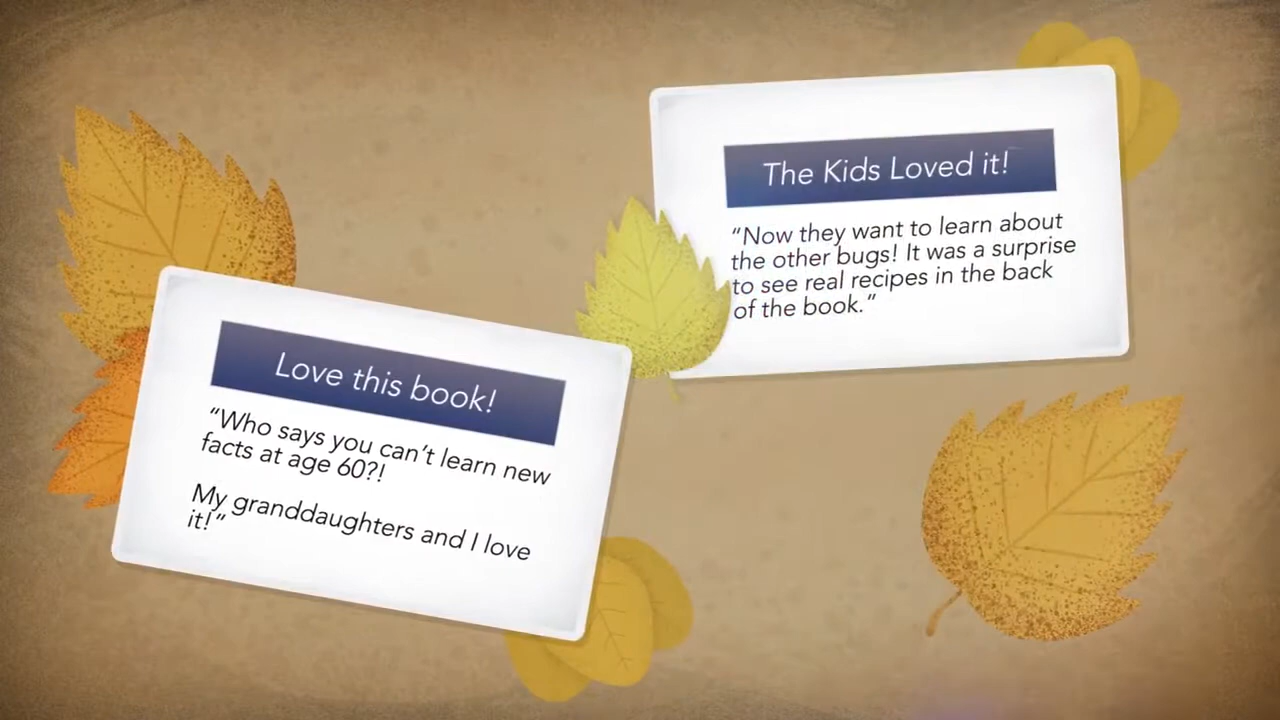 The Kids Loved it!
“Now they want to learn about
the other bugs! It was a surprise
to see real recipes in the back
of the book.”
Love this book!
“Who says you can’t learn new
facts at age 60?!
My granddaughters and I love
it!”